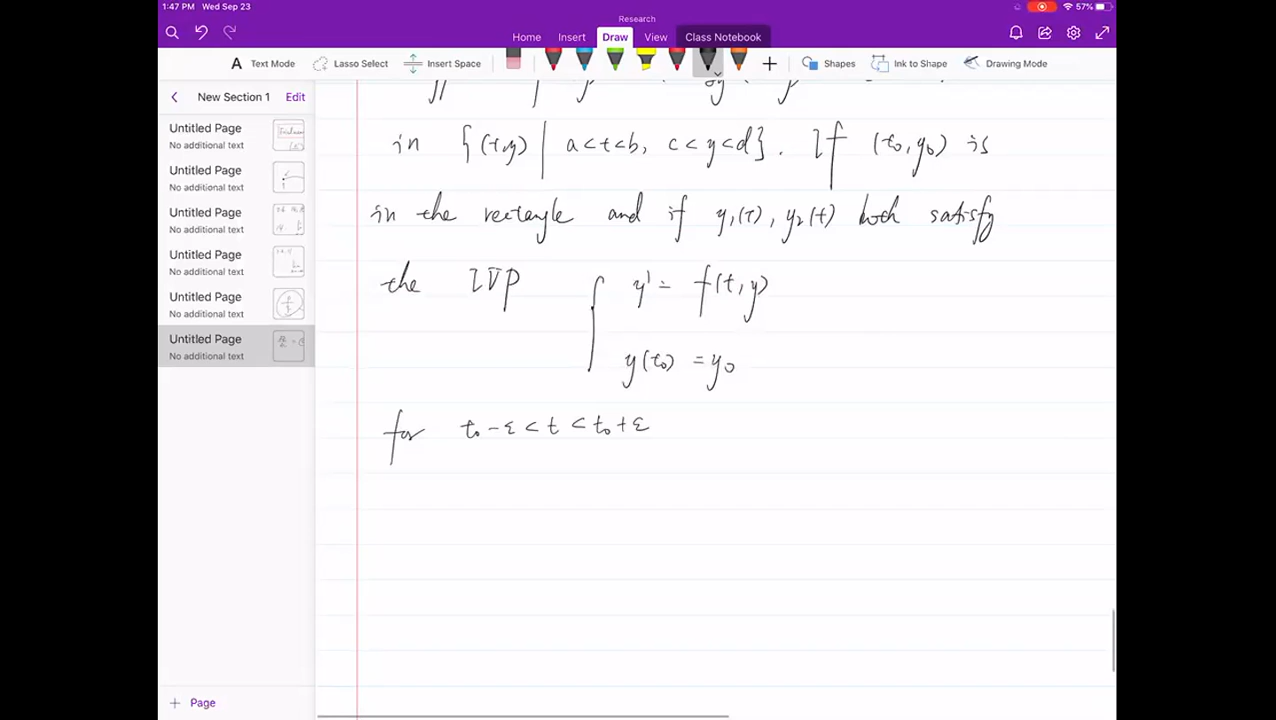 1:47 PM Wed Sep 23
57%
Research
Home Insert Draw View Class Notebook
Text Mode Lasso Select Insert Space Shapes Ink to Shape Drawing Mode
New Section 1 Edit
Untitled Page
No additional text
Untitled Page
No additional text
Untitled Page
No additional text
Untitled Page
No additional text
Untitled Page
No additional text
Untitled Page
No additional text
Page
in {(t,y) | a<t<b, c<y<d}. If (t₀,y₀) is
in the rectangle and if y₁(t), y₂(t) both satisfy
the IVP { y' = f(t,y)
y(t₀) = y₀
for t₀-ε < t < t₀+ε